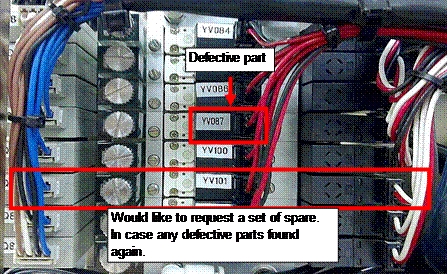 YV084
Defective part
YV086
YV087
YV100
YV101
Would like to request a set of spare.
In case any defective parts found
again.